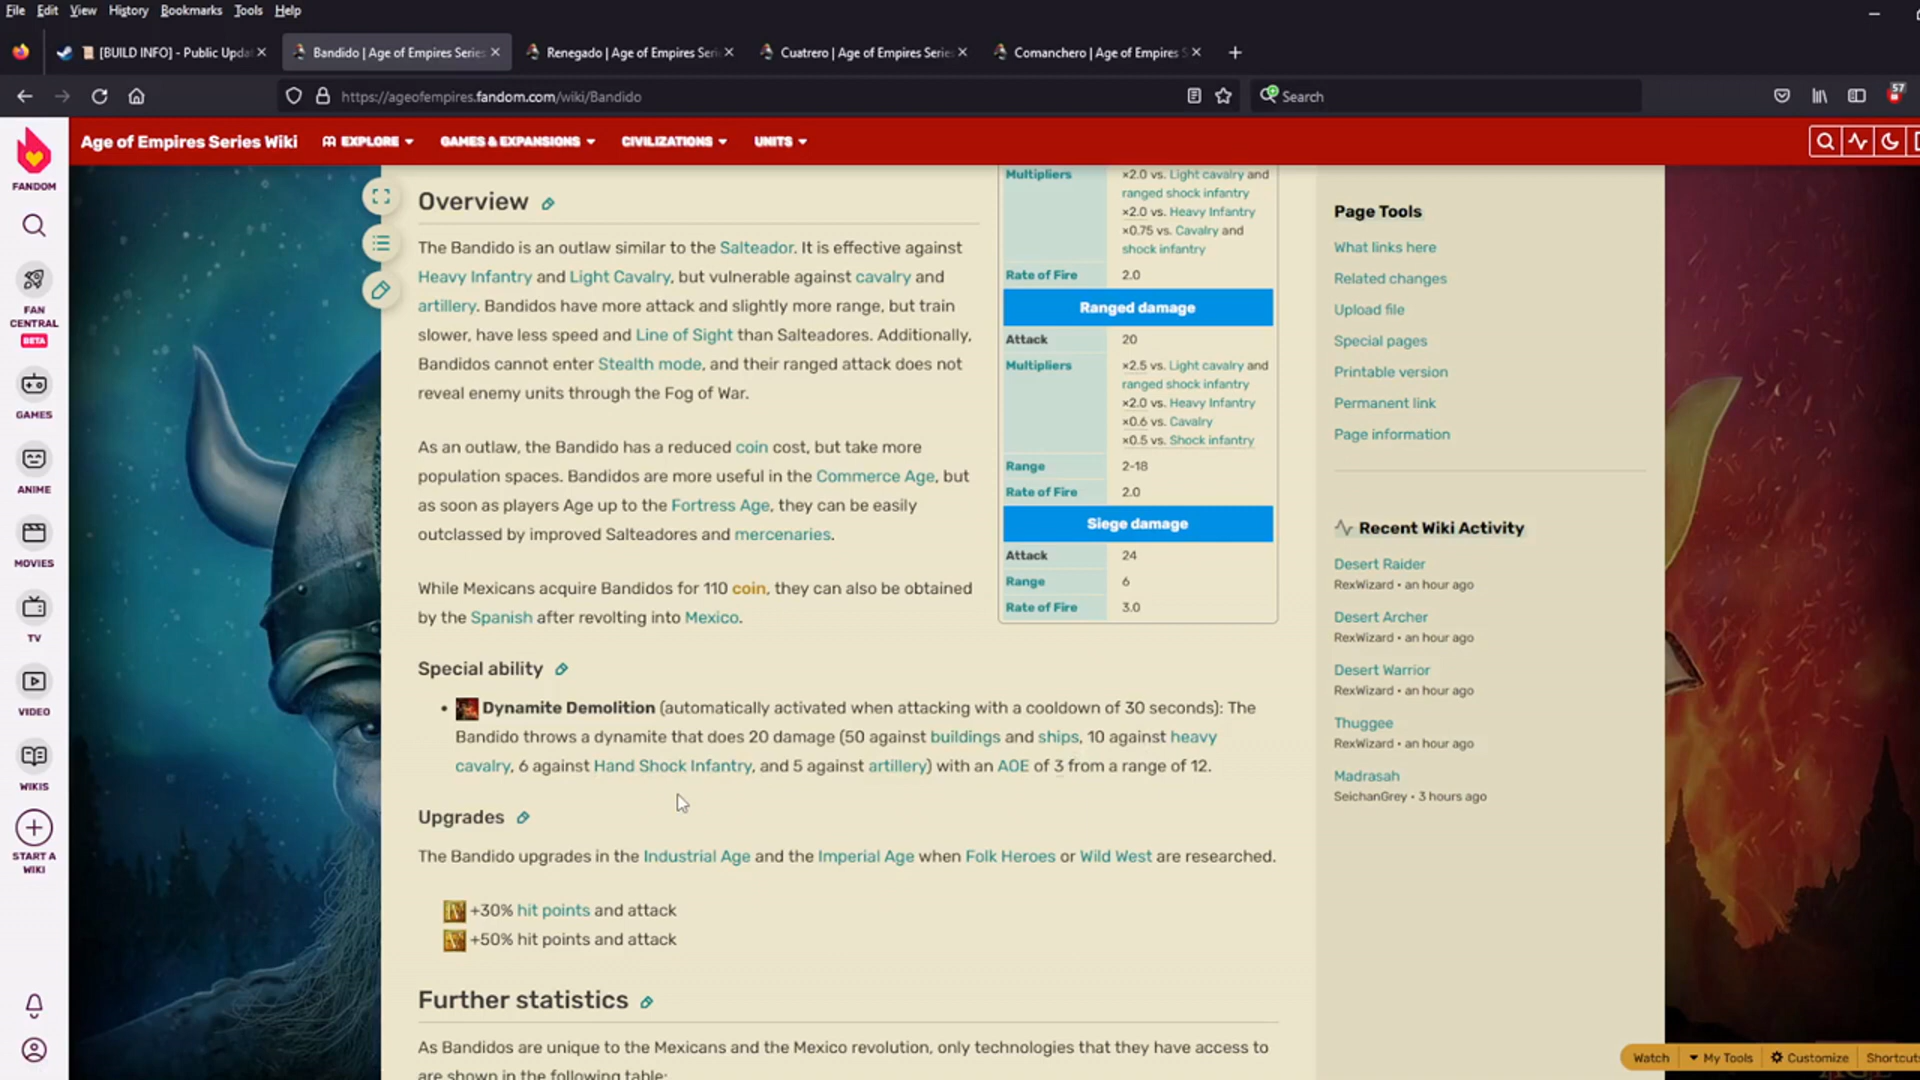 File Edit View History Bookmarks Tools Help
[BUILD INFO] - Public Upda
Bandido | Age of Empires Series
Renegado | Age of Empires Seri
Cuatrero | Age of Empires Serie
Comanchero | Age of Empires S
https://ageofempires.fandom.com/wiki/Bandido
Search
57
Age of Empires Series Wiki
EXPLORE
GAMES & EXPANSIONS
CIVILIZATIONS
UNITS
FANDOM
FAN
CENTRAL
BETA
GAMES
ANIME
MOVIES
TV
VIDEO
WIKIS
START A
WIKI
Overview
The Bandido is an outlaw similar to the Salteador. It is effective against
Heavy Infantry and Light Cavalry, but vulnerable against cavalry and
artillery. Bandidos have more attack and slightly more range, but train
slower, have less speed and Line of Sight than Salteadores. Additionally,
Bandidos cannot enter Stealth mode, and their ranged attack does not
reveal enemy units through the Fog of War.
As an outlaw, the Bandido has a reduced coin cost, but take more
population spaces. Bandidos are more useful in the Commerce Age, but
as soon as players Age up to the Fortress Age, they can be easily
outclassed by improved Salteadores and mercenaries.
While Mexicans acquire Bandidos for 110 coin, they can also be obtained
by the Spanish after revolting into Mexico.
Multipliers
×2.0 vs. Light cavalry and
ranged shock infantry
×2.0 vs. Heavy Infantry
×0.75 vs. Cavalry and
shock infantry
Rate of Fire 2.0
Ranged damage
Attack 20
Multipliers
×2.5 vs. Light cavalry and
ranged shock infantry
×2.0 vs. Heavy Infantry
×0.6 vs. Cavalry
×0.5 vs. Shock infantry
Range 2-18
Rate of Fire 2.0
Siege damage
Attack 24
Range 6
Rate of Fire 3.0
Special ability
• Dynamite Demolition (automatically activated when attacking with a cooldown of 30 seconds): The
Bandido throws a dynamite that does 20 damage (50 against buildings and ships, 10 against heavy
cavalry, 6 against Hand Shock Infantry, and 5 against artillery) with an AOE of 3 from a range of 12.
Upgrades
The Bandido upgrades in the Industrial Age and the Imperial Age when Folk Heroes or Wild West are researched.
IV +30% hit points and attack
V +50% hit points and attack
Further statistics
As Bandidos are unique to the Mexicans and the Mexico revolution, only technologies that they have access to
are shown in the following table:
Page Tools
What links here
Related changes
Upload file
Special pages
Printable version
Permanent link
Page information
Recent Wiki Activity
Desert Raider
RexWizard • an hour ago
Desert Archer
RexWizard • an hour ago
Desert Warrior
RexWizard • an hour ago
Thuggee
RexWizard • an hour ago
Madrasah
SeichanGrey • 3 hours ago
Watch
My Tools
Customize
Shortcuts